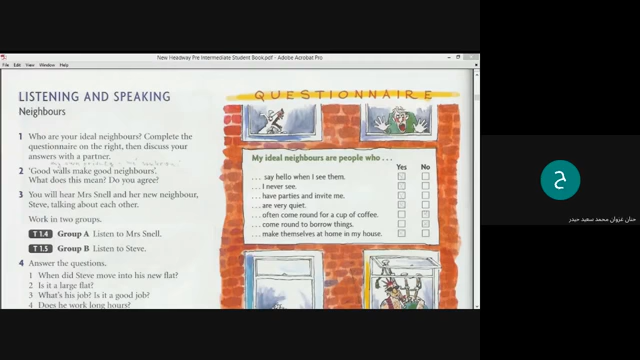 New Headway Pre Intermediate Student Book.pdf - Adobe Acrobat Pro
File Edit View Window Help
LISTENING AND SPEAKING
Neighbours
1 Who are your ideal neighbours? Complete the
questionnaire on the right, then discuss your
answers with a partner.
2 'Good walls make good neighbours'.
What does this mean? Do you agree?
3 You will hear Mrs Snell and her new neighbour,
Steve, talking about each other.
Work in two groups.
T 1.4 Group A Listen to Mrs Snell.
T 1.5 Group B Listen to Steve.
4 Answer the questions.
1 When did Steve move into his new flat?
2 Is it a large flat?
3 What's his job? Is it a good job?
4 Does he work long hours?
QUESTIONNAIRE
My ideal neighbours are people who . . .
Yes No
. . . say hello when I see them.
. . . I never see.
. . . have parties and invite me.
. . . are very quiet.
. . . often come round for a cup of coffee.
. . . come round to borrow things.
. . . make themselves at home in my house.
ح
حنان غزوان محمد سعيد حيدر